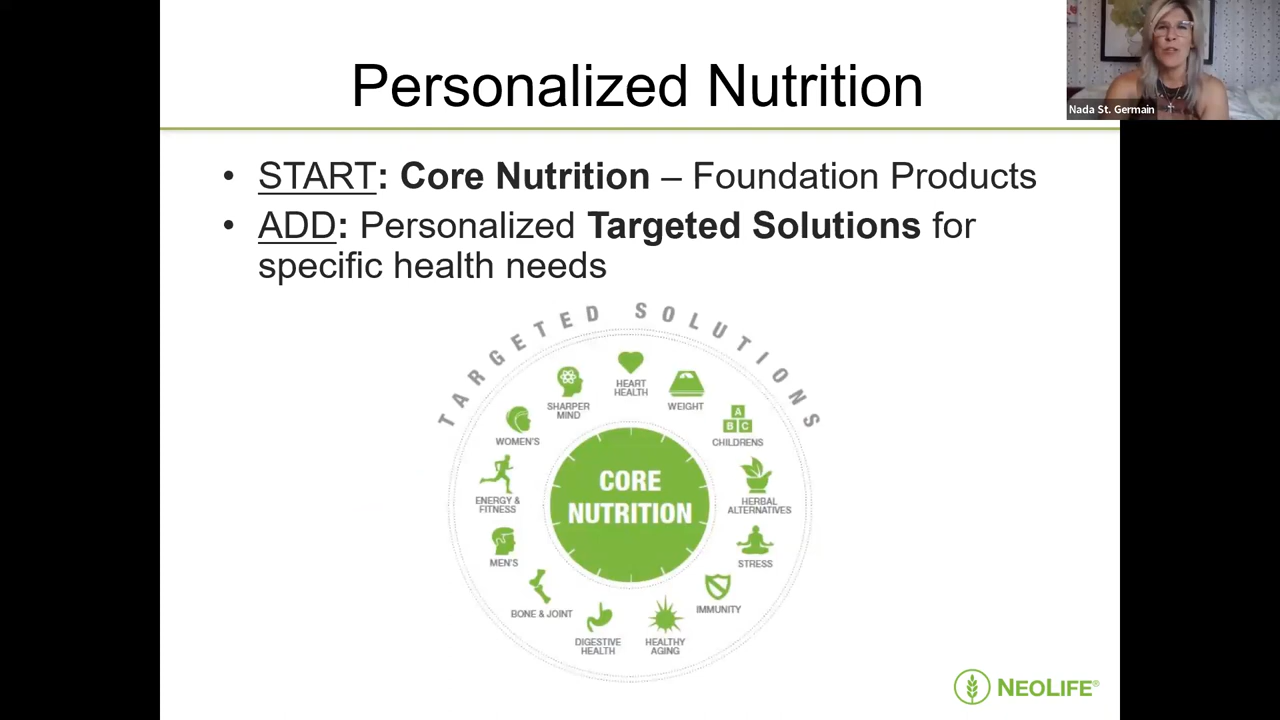 Personalized Nutrition
Nada St. Germain
• START: Core Nutrition – Foundation Products
• ADD: Personalized Targeted Solutions for
specific health needs
TARGETED SOLUTIONS
HEART
HEALTH
WEIGHT
A
B C
CHILDRENS
HERBAL
ALTERNATIVES
STRESS
IMMUNITY
HEALTHY
AGING
DIGESTIVE
HEALTH
BONE & JOINT
MEN'S
ENERGY &
FITNESS
WOMEN'S
SHARPER
MIND
CORE
NUTRITION
NEOLIFE®